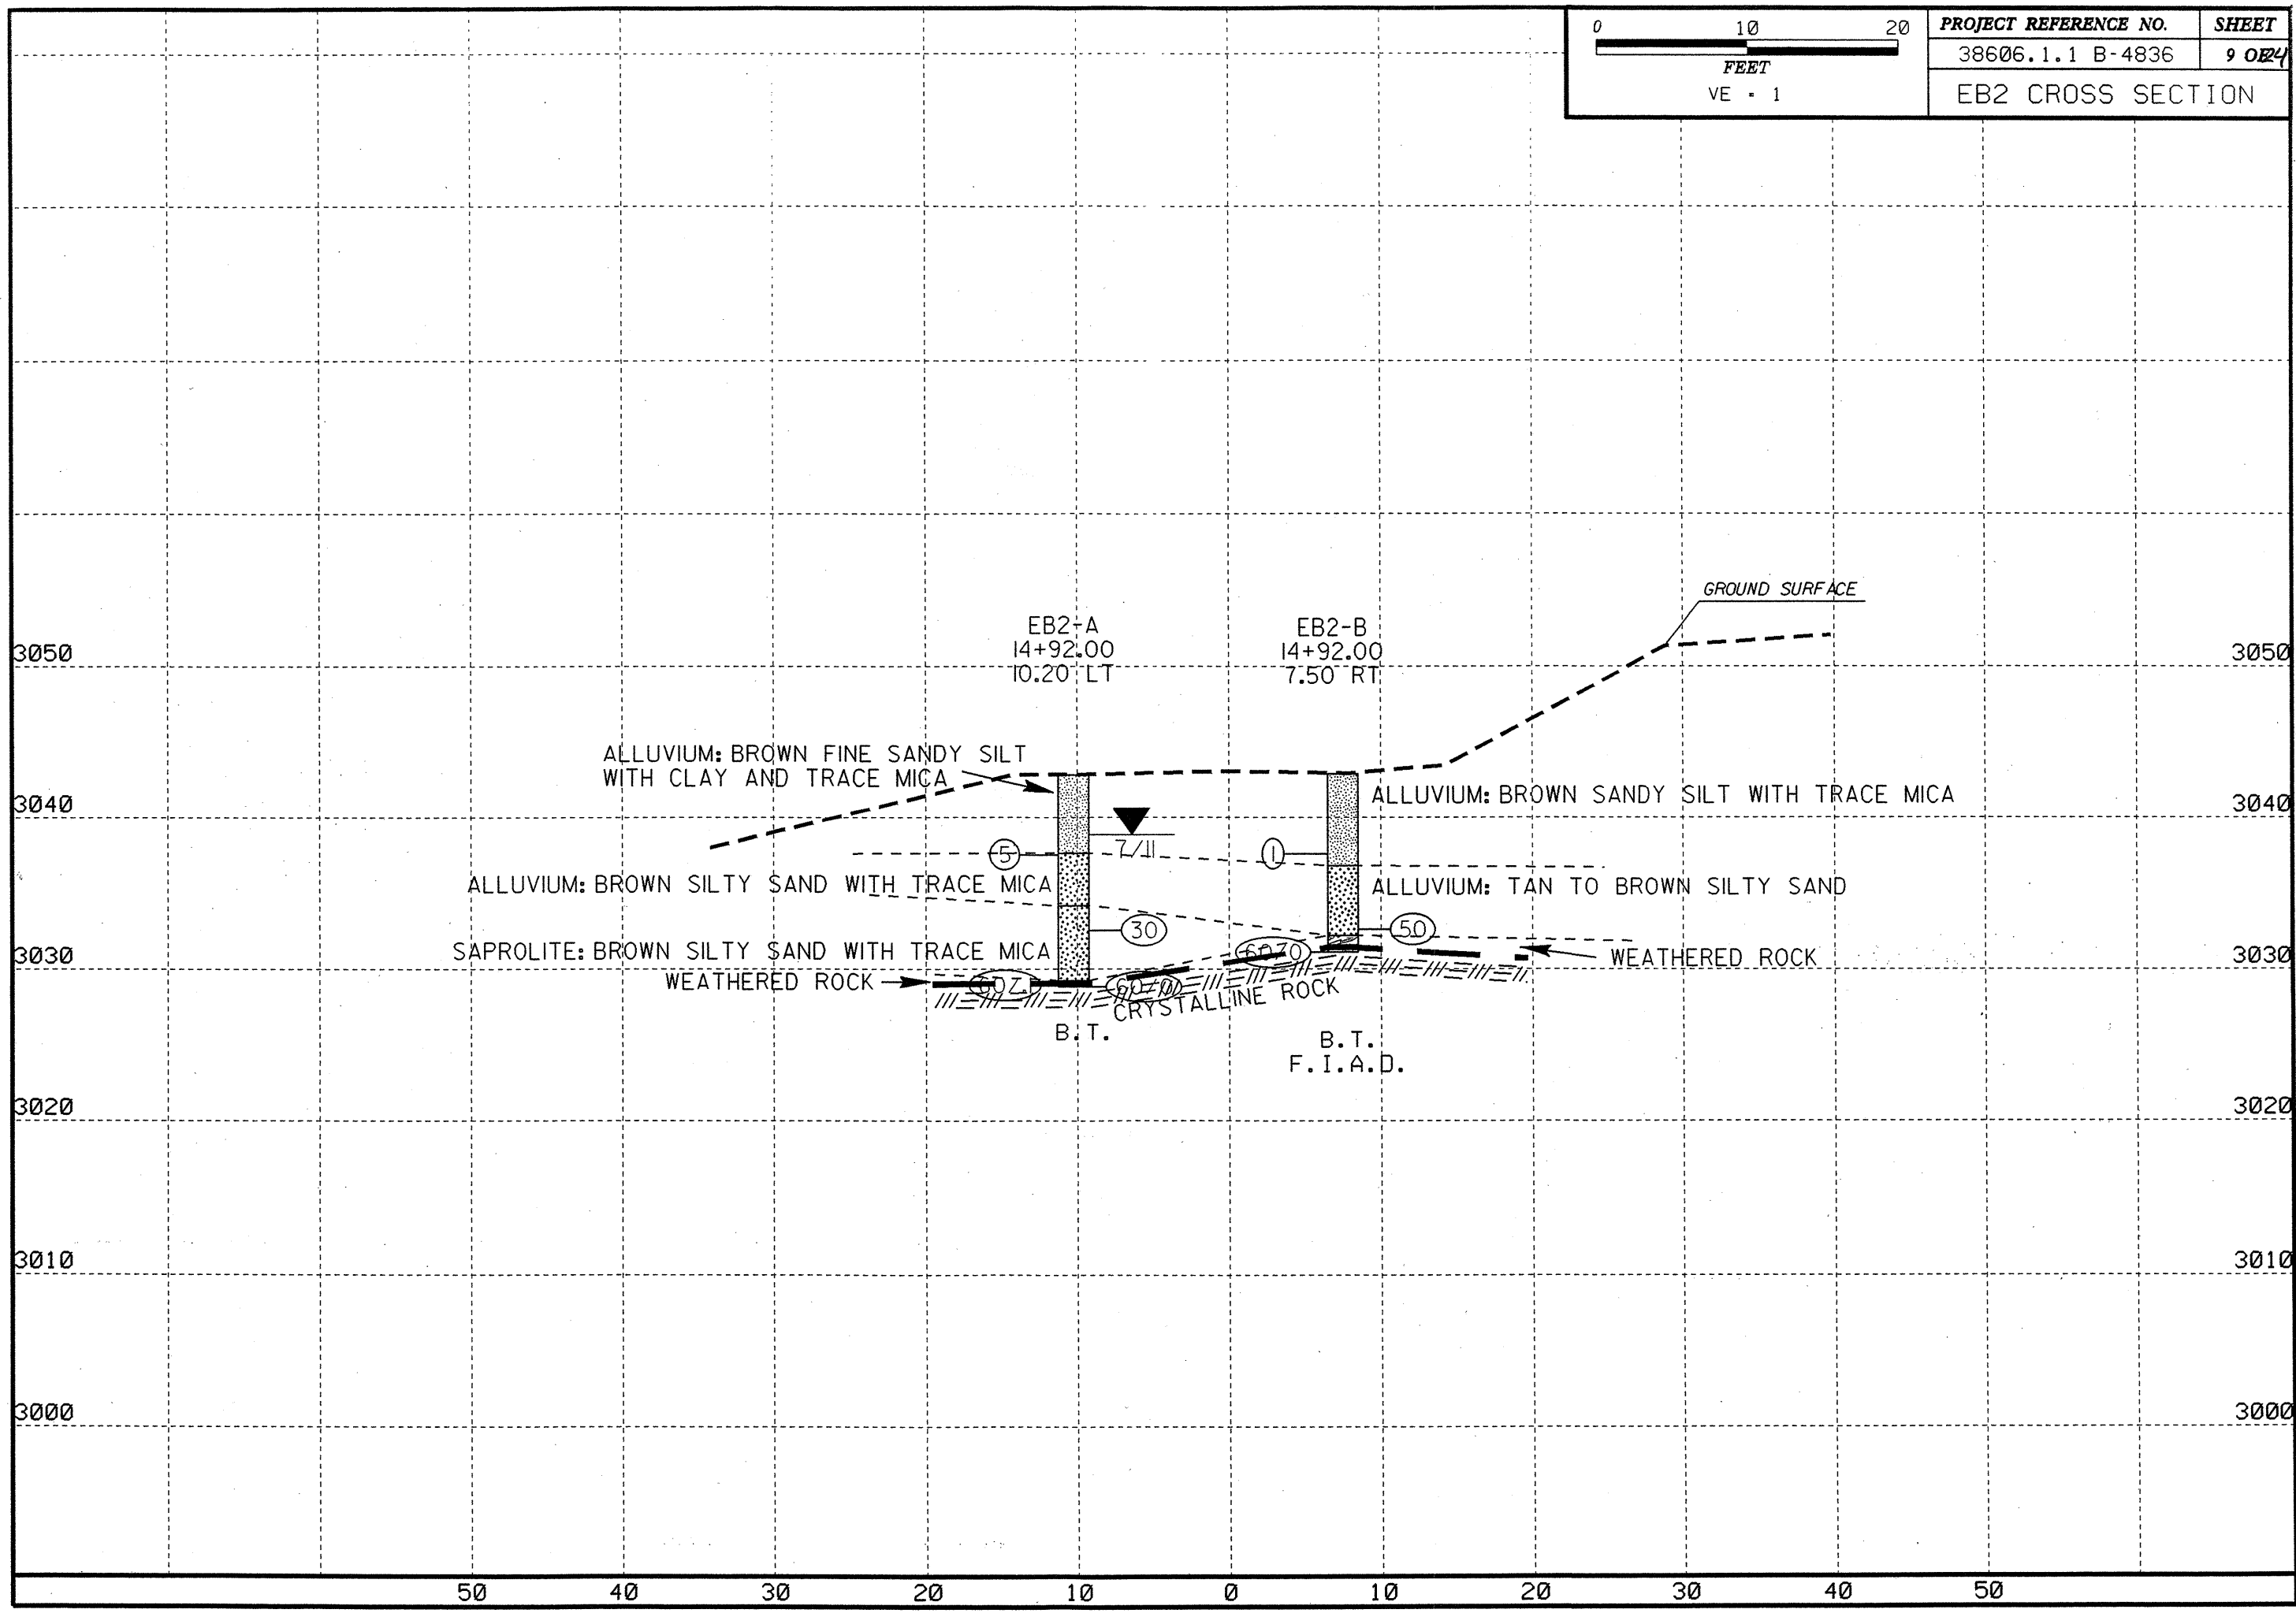 0 10 20
FEET
VE = 1
PROJECT REFERENCE NO. SHEET
38606.1.1 B-4836 9 OF 24
EB2 CROSS SECTION
GROUND SURFACE
EB2-A
14+92.00
10.20 LT
EB2-B
14+92.00
7.50 RT
3050 3050
ALLUVIUM: BROWN FINE SANDY SILT
WITH CLAY AND TRACE MICA
ALLUVIUM: BROWN SANDY SILT WITH TRACE MICA
3040 3040
7/11
5 1
ALLUVIUM: BROWN SILTY SAND WITH TRACE MICA
ALLUVIUM: TAN TO BROWN SILTY SAND
30 50
SAPROLITE: BROWN SILTY SAND WITH TRACE MICA
WEATHERED ROCK
3030 3030
WEATHERED ROCK
CRYSTALLINE ROCK
B.T.
B.T.
F.I.A.D.
3020 3020
3010 3010
3000 3000
50 40 30 20 10 0 10 20 30 40 50